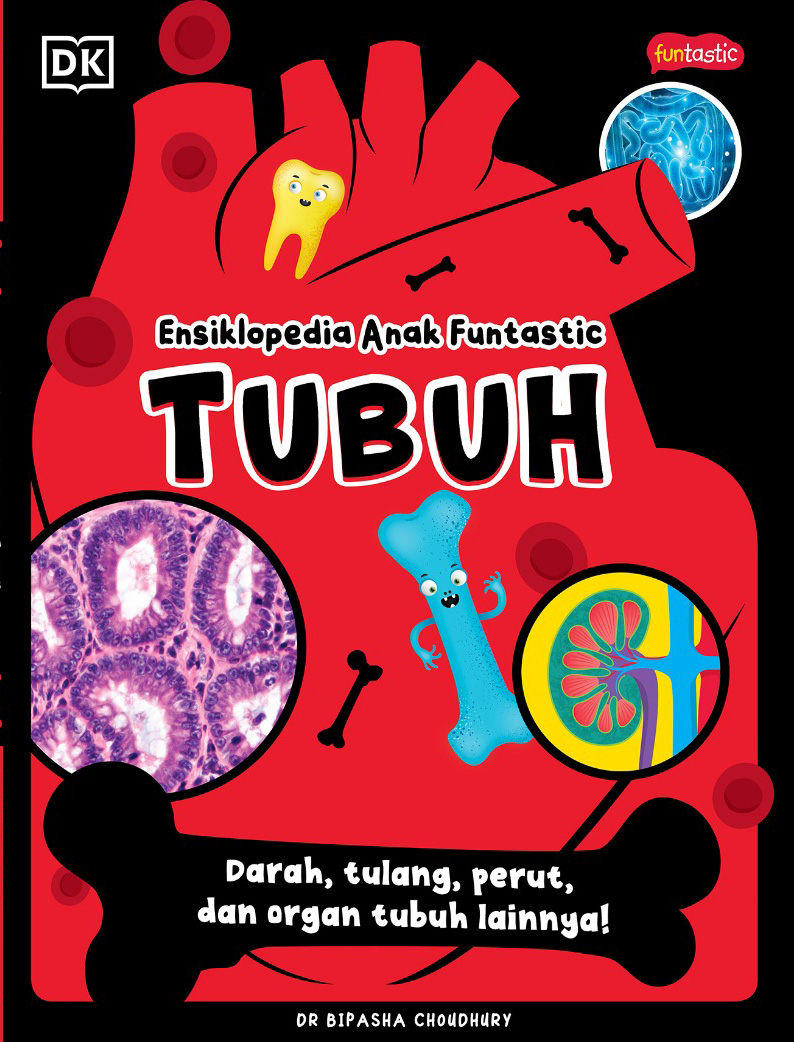 DK
funtastic
Ensiklopedia Anak Funtastic
TUBUH
Darah, tulang, perut,
dan organ tubuh lainnya!
DR BIPASHA CHOUDHURY